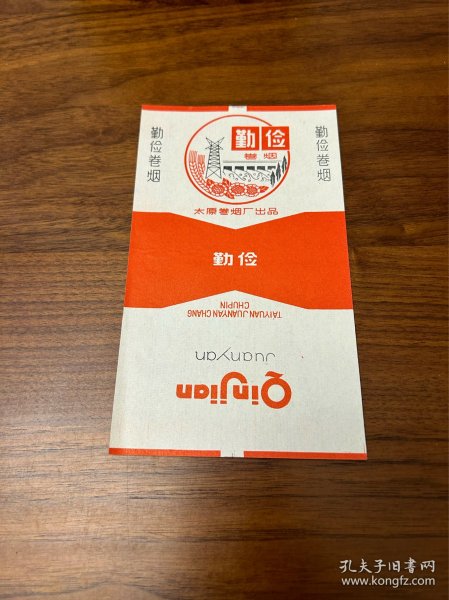 勤俭
卷烟
太原卷烟厂出品
勤俭卷烟
勤俭卷烟
勤俭
TAIYUAN JUANYAN CHANG
CHUPIN
Juanyan
Qinjian
孔夫子旧书网
www.kongfz.com